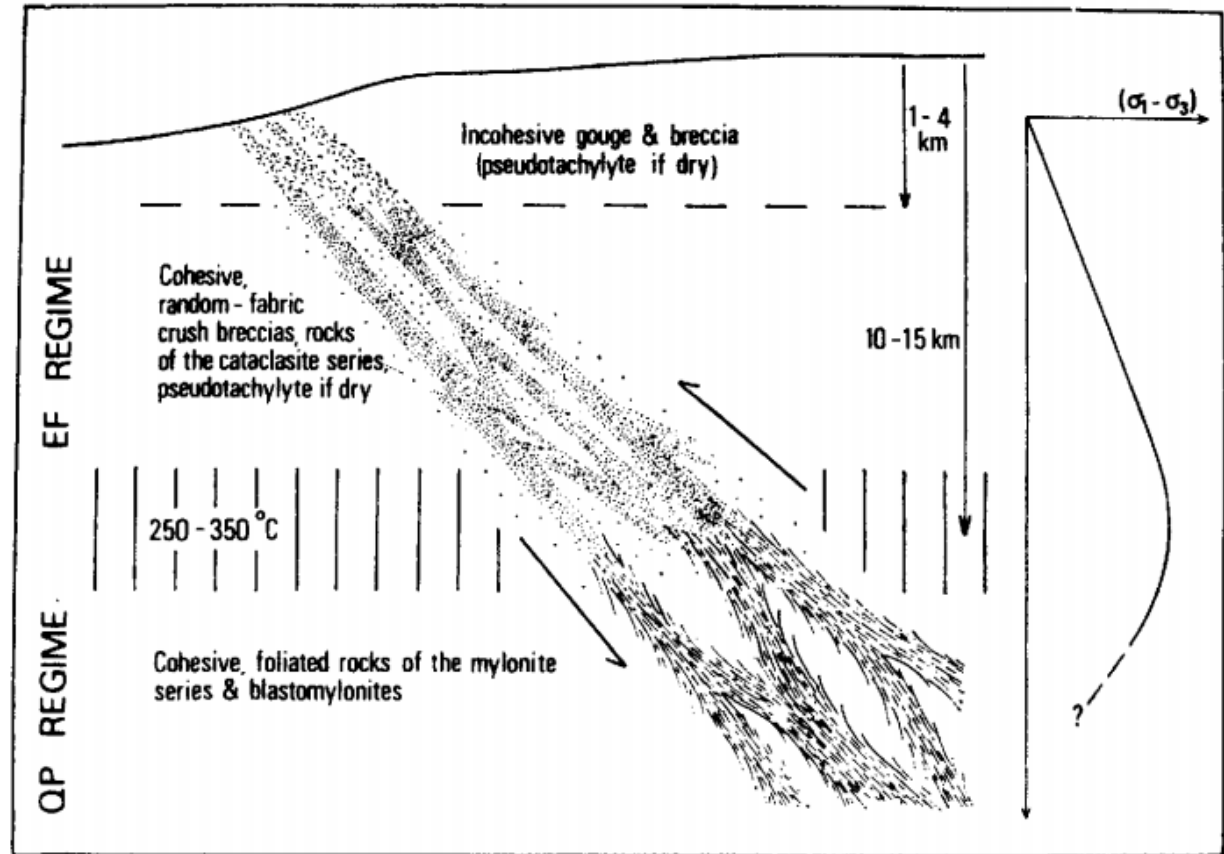 (σ₁ - σ₃)
1 - 4
km
Incohesive gouge & breccia
(pseudotachylyte if dry)
EF REGIME
Cohesive,
random - fabric
crush breccias, rocks
of the cataclasite series,
pseudotachylyte if dry
10 - 15 km
250 - 350 °C
QP REGIME
Cohesive, foliated rocks of the mylonite
series & blastomylonites
?